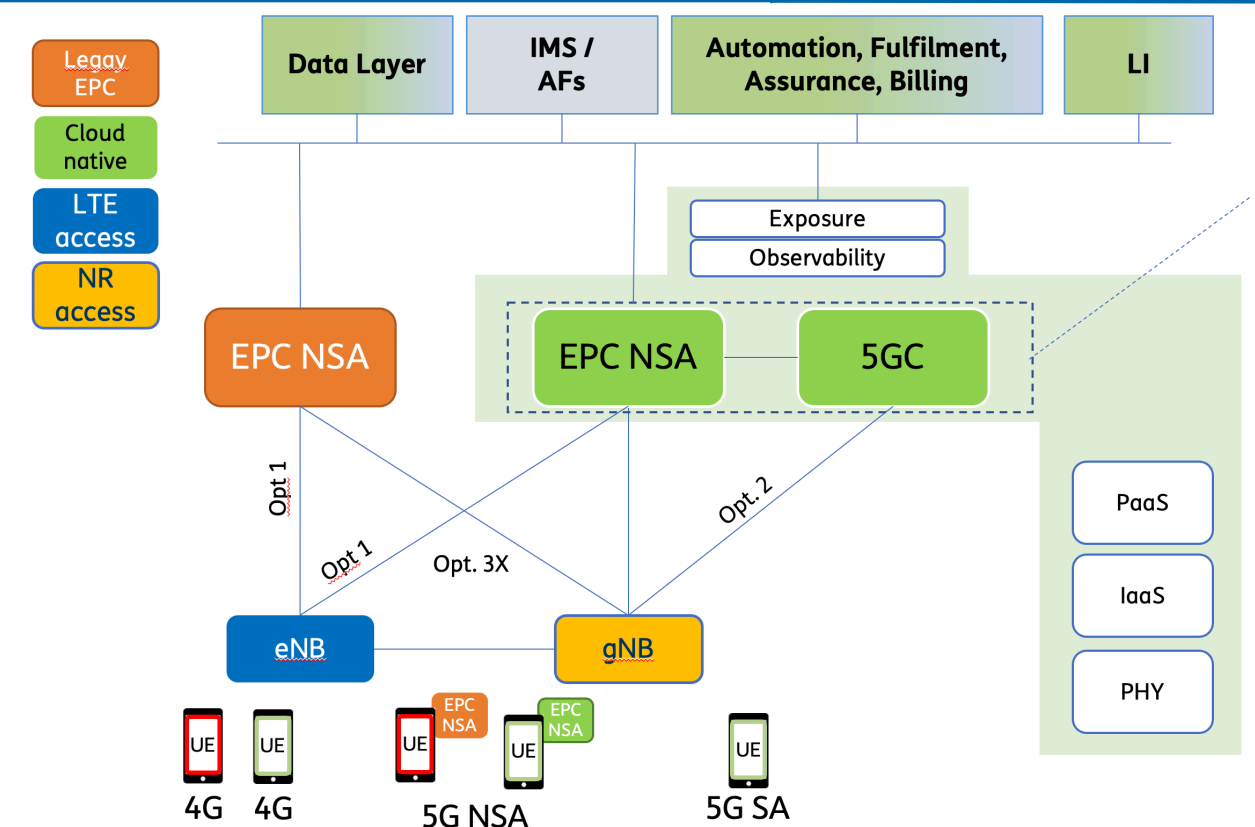 Legay
EPC
Cloud
native
LTE
access
NR
access
Data Layer
IMS /
AFs
Automation, Fulfilment,
Assurance, Billing
LI
Exposure
Observability
EPC NSA
EPC NSA
5GC
Opt 1
Opt 1
Opt. 3X
Opt. 2
PaaS
IaaS
PHY
eNB
gNB
UE
UE
UE
EPC
NSA
UE
EPC
NSA
UE
4G
4G
5G NSA
5G SA